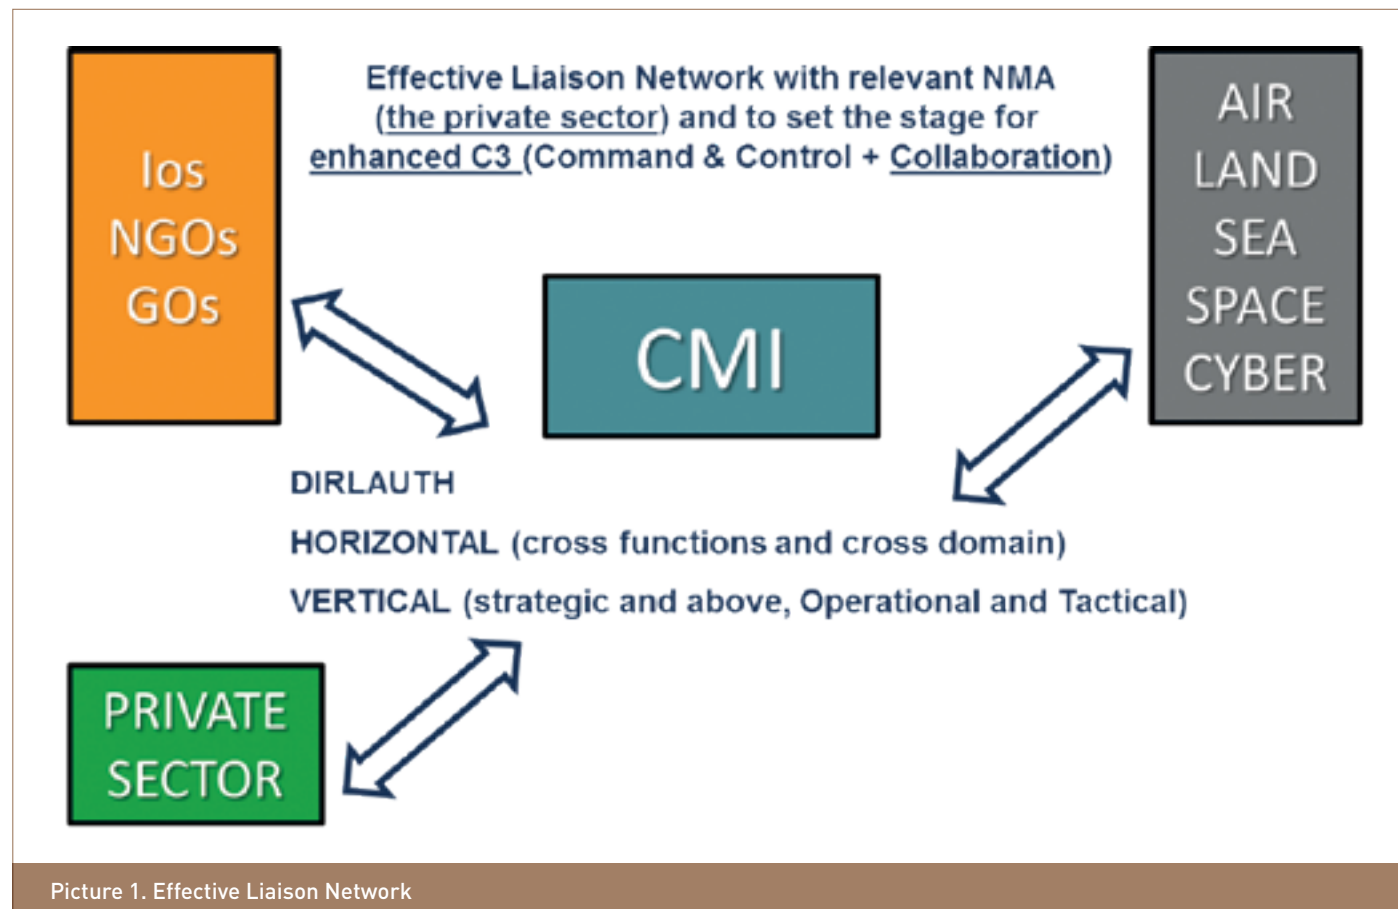 Effective Liaison Network with relevant NMA
(the private sector) and to set the stage for
enhanced C3 (Command & Control + Collaboration)
Ios
NGOs
GOs
CMI
AIR
LAND
SEA
SPACE
CYBER
DIRLAUTH
HORIZONTAL (cross functions and cross domain)
VERTICAL (strategic and above, Operational and Tactical)
PRIVATE
SECTOR
Picture 1. Effective Liaison Network